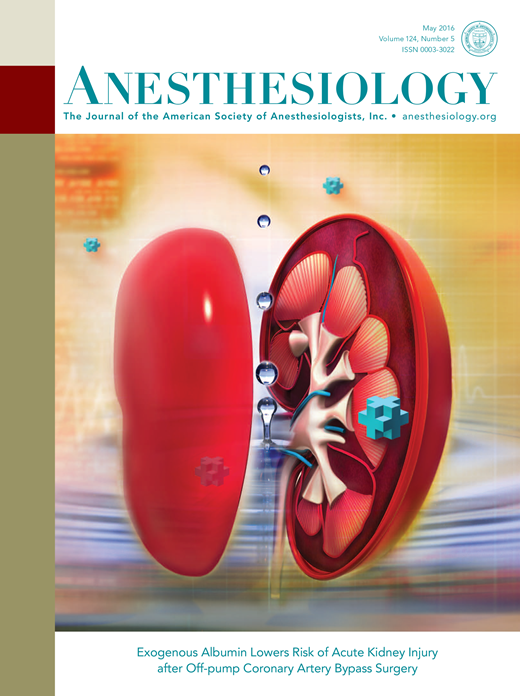 May 2016
Volume 124, Number 5
ISSN 0003-3022
ANESTHESIOLOGY
The Journal of the American Society of Anesthesiologists, Inc. • anesthesiology.org
Exogenous Albumin Lowers Risk of Acute Kidney Injury
after Off-pump Coronary Artery Bypass Surgery